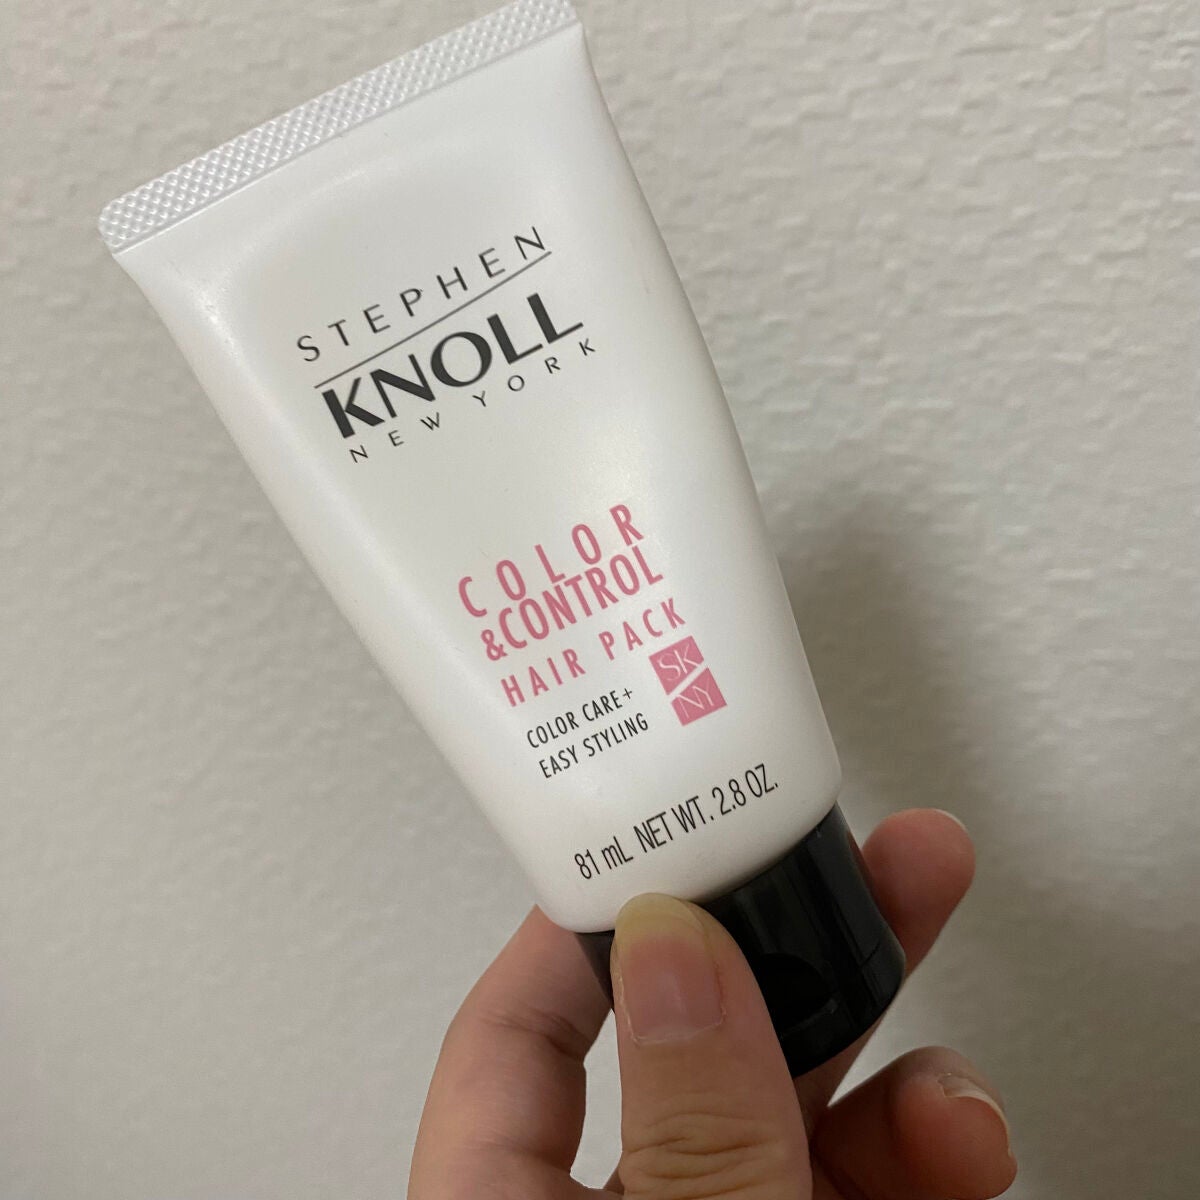 STEPHEN
KNOLL
NEW YORK
COLOR
&CONTROL
HAIR PACK
SK
NY
COLOR CARE+
EASY STYLING
81 mL NET WT. 2.8 OZ.